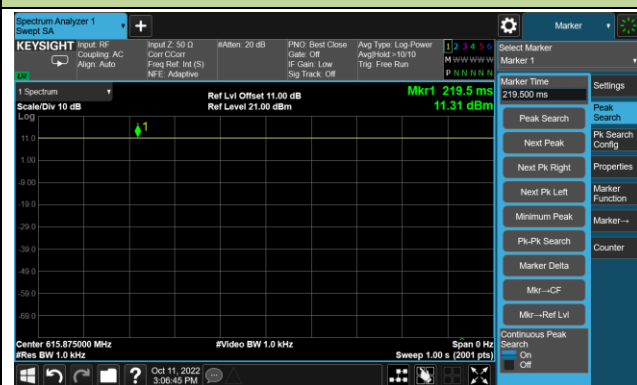 Spectrum Analyzer 1
Swept SA
+
Marker
KEYSIGHT
Input: RF
Coupling: AC
Align: Auto
Input Z: 50 Ω
Corr CCorr
Freq Ref: Int (S)
NFE: Adaptive
#Atten: 20 dB
PNO: Best Close
Gate: Off
IF Gain: Low
Sig Track: Off
Avg Type: Log-Power
Avg|Hold:>10/10
Trig: Free Run
1 2 3 4 5 6
M W W W W W
P N N N N N
LXI
Select Marker
Marker 1
1 Spectrum
Scale/Div 10 dB
Log
Ref Lvl Offset 11.00 dB
Ref Level 21.00 dBm
Mkr1 219.5 ms
11.31 dBm
1
11.0
1.00
-9.00
-19.0
-29.0
-39.0
-49.0
-59.0
-69.0
Center 615.875000 MHz
#Res BW 1.0 kHz
#Video BW 1.0 kHz
Span 0 Hz
Sweep 1.00 s (2001 pts)
Marker Time
219.500 ms
Peak Search
Next Peak
Next Pk Right
Next Pk Left
Minimum Peak
Pk-Pk Search
Marker Delta
Mkr→CF
Mkr→Ref Lvl
Continuous Peak
Search
On
Off
Settings
Peak
Search
Pk Search
Config
Properties
Marker
Function
Marker→
Counter
?
Oct 11, 2022
3:06:45 PM